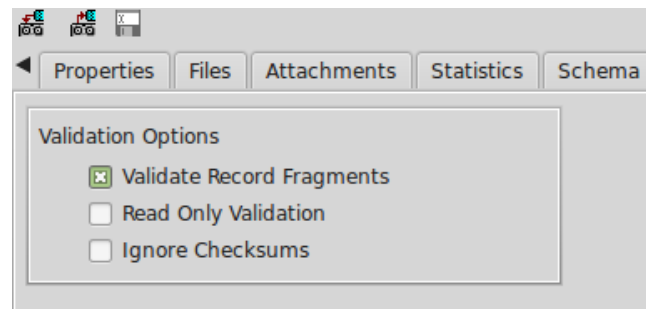 Properties Files Attachments Statistics Schema
Validation Options
Validate Record Fragments
Read Only Validation
Ignore Checksums